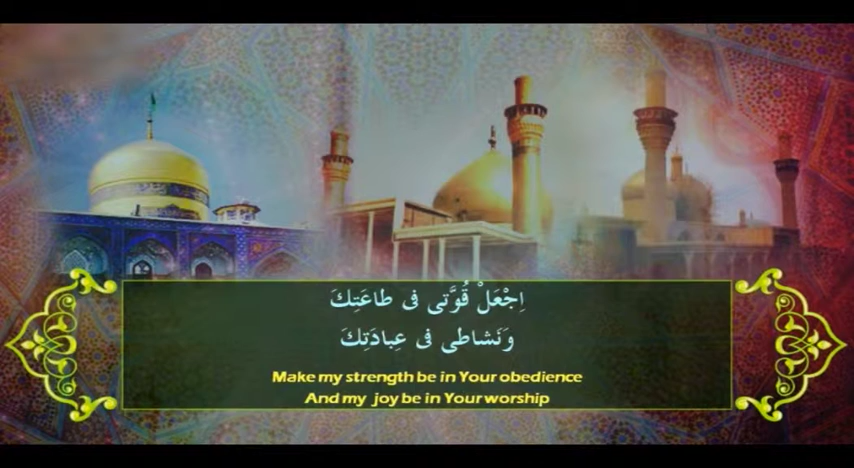 اِجْعَلْ قُوَّتى فى طاعَتِكَ
وَنَشاطى فى عِبادَتِكَ
Make my strength be in Your obedience
And my joy be in Your worship